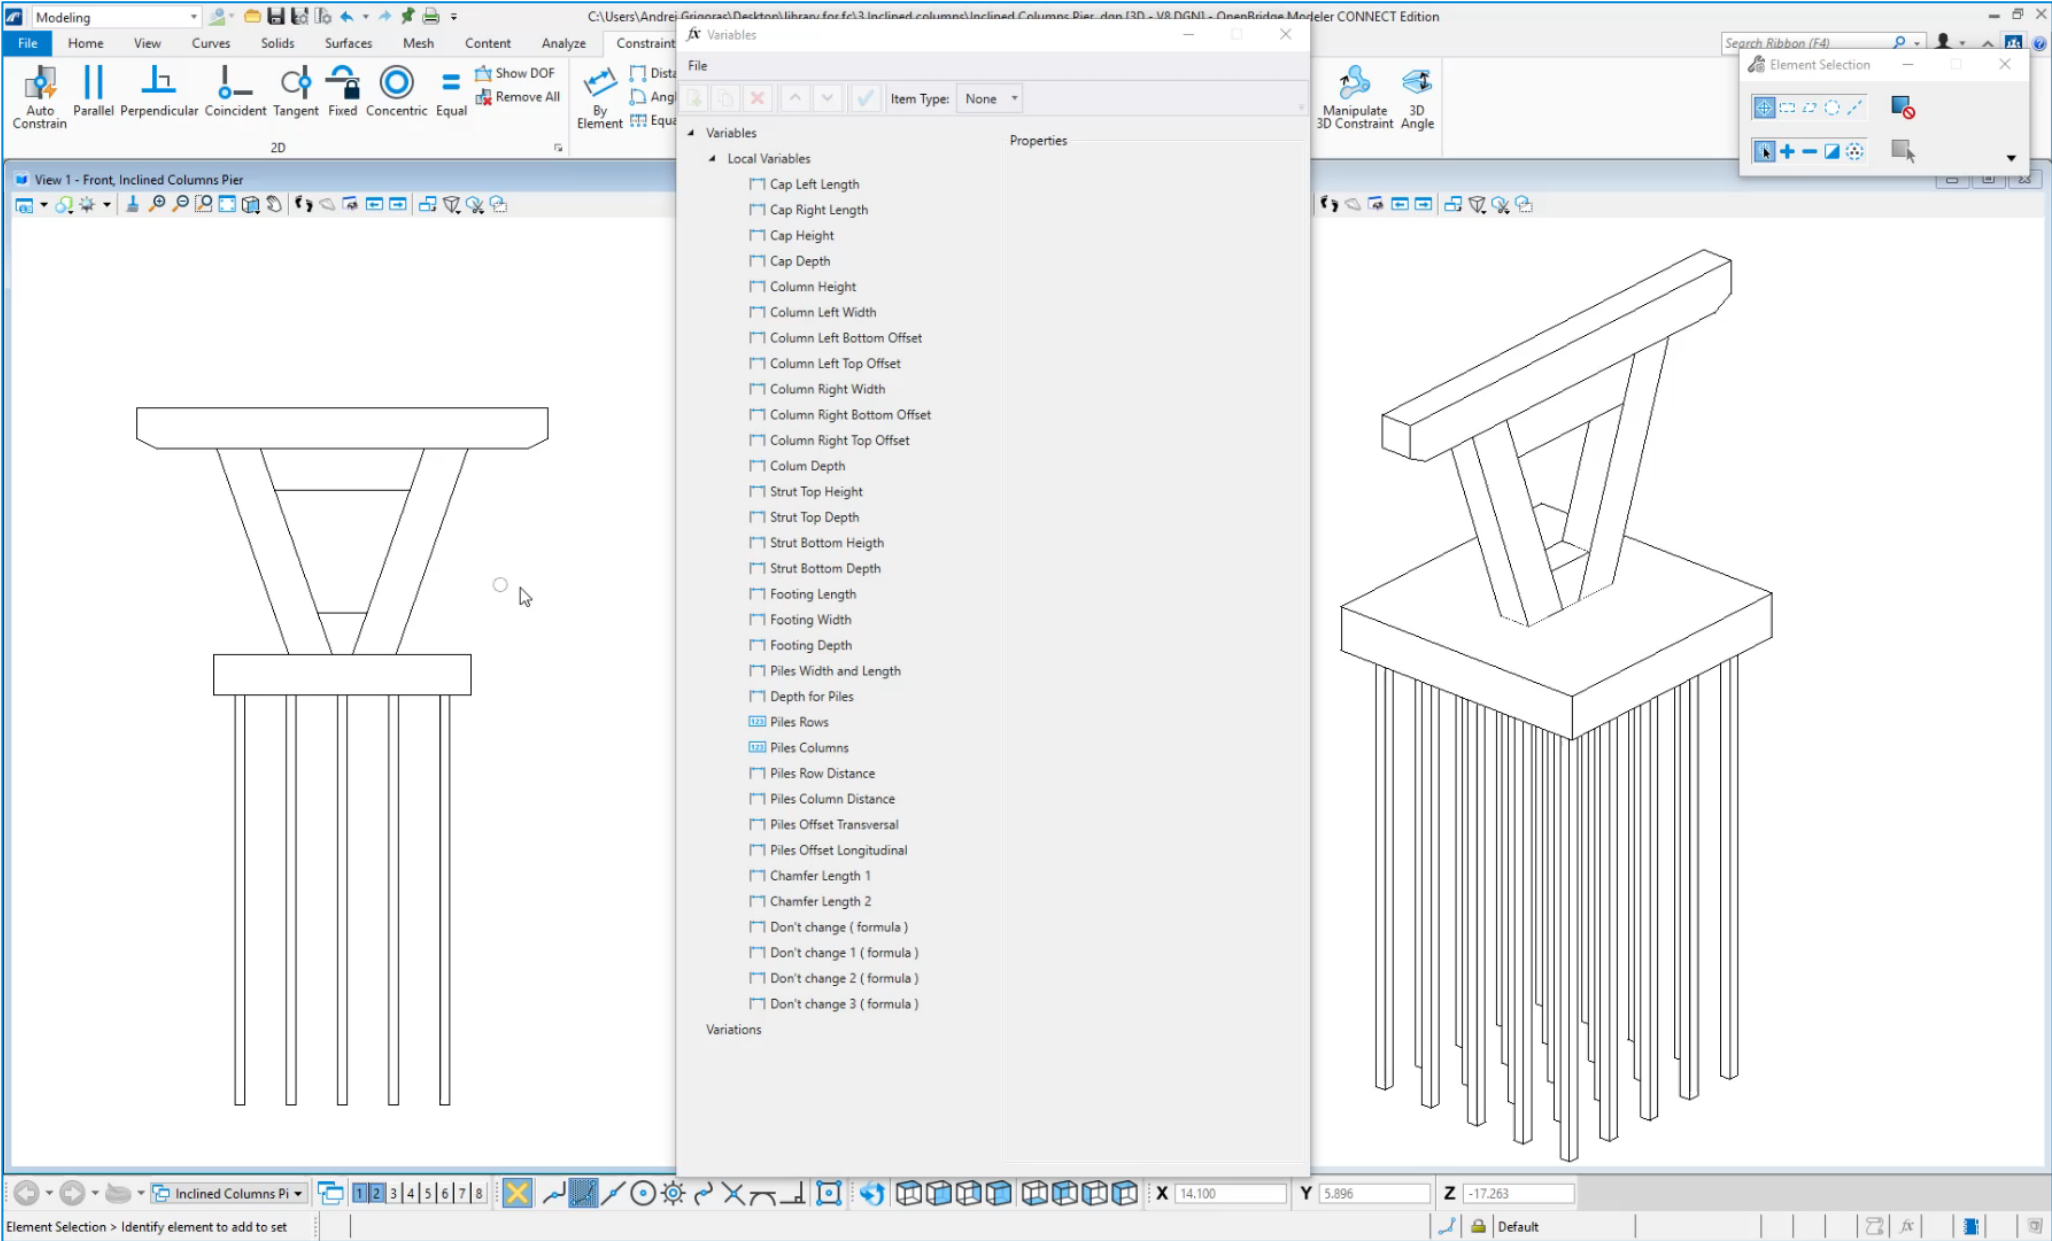 Modeling
C:\Users\Andrei Grigoras\Desktop\library for fc\3 Inclined columns\Inclined Columns Pier .dgn [3D - V8 DGN] - OpenBridge Modeler CONNECT Edition
File Home View Curves Solids Surfaces Mesh Content Analyze Constraint
Search Ribbon (F4)
Auto Constrain
Parallel
Perpendicular
Coincident
Tangent
Fixed
Concentric
Equal
Show DOF
Remove All
2D
By Element
Dista
Angl
Equa
Manipulate 3D Constraint
3D Angle
fx Variables
File
Item Type: None
Element Selection
View 1 - Front, Inclined Columns Pier
Variables
Local Variables
Cap Left Length
Cap Right Length
Cap Height
Cap Depth
Column Height
Column Left Width
Column Left Bottom Offset
Column Left Top Offset
Column Right Width
Column Right Bottom Offset
Column Right Top Offset
Colum Depth
Strut Top Height
Strut Top Depth
Strut Bottom Heigth
Strut Bottom Depth
Footing Length
Footing Width
Footing Depth
Piles Width and Length
Depth for Piles
123 Piles Rows
123 Piles Columns
Piles Row Distance
Piles Column Distance
Piles Offset Transversal
Piles Offset Longitudinal
Chamfer Length 1
Chamfer Length 2
Don't change ( formula )
Don't change 1 ( formula )
Don't change 2 ( formula )
Don't change 3 ( formula )
Variations
Properties
Inclined Columns Pi
1 2 3 4 5 6 7 8
X 14.100
Y 5.896
Z -17.263
Element Selection > Identify element to add to set
Default
fx